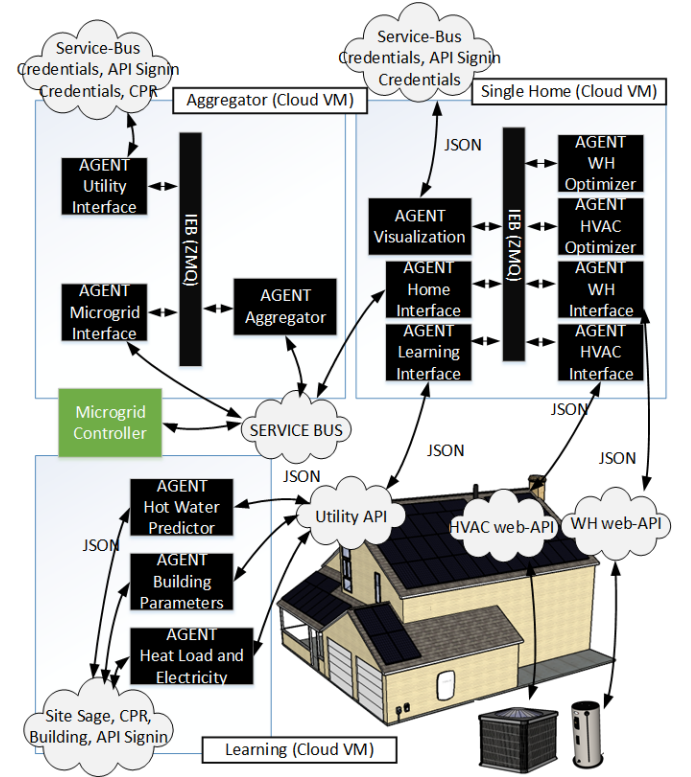 Service-Bus
Credentials, API Signin
Credentials, CPR
Service-Bus
Credentials, API Signin
Credentials
Aggregator (Cloud VM)
Single Home (Cloud VM)
JSON
AGENT
Utility
Interface
IEB (ZMQ)
AGENT
Microgrid
Interface
AGENT
Aggregator
AGENT
Visualization
AGENT
Home
Interface
AGENT
Learning
Interface
IEB (ZMQ)
AGENT
WH
Optimizer
AGENT
HVAC
Optimizer
AGENT
WH
Interface
AGENT
HVAC
Interface
Microgrid
Controller
SERVICE BUS
JSON
JSON
JSON
JSON
AGENT
Hot Water
Predictor
JSON
Utility API
HVAC web-API
WH web-API
AGENT
Building
Parameters
AGENT
Heat Load and
Electricity
Site Sage, CPR,
Building, API Signin
Learning (Cloud VM)